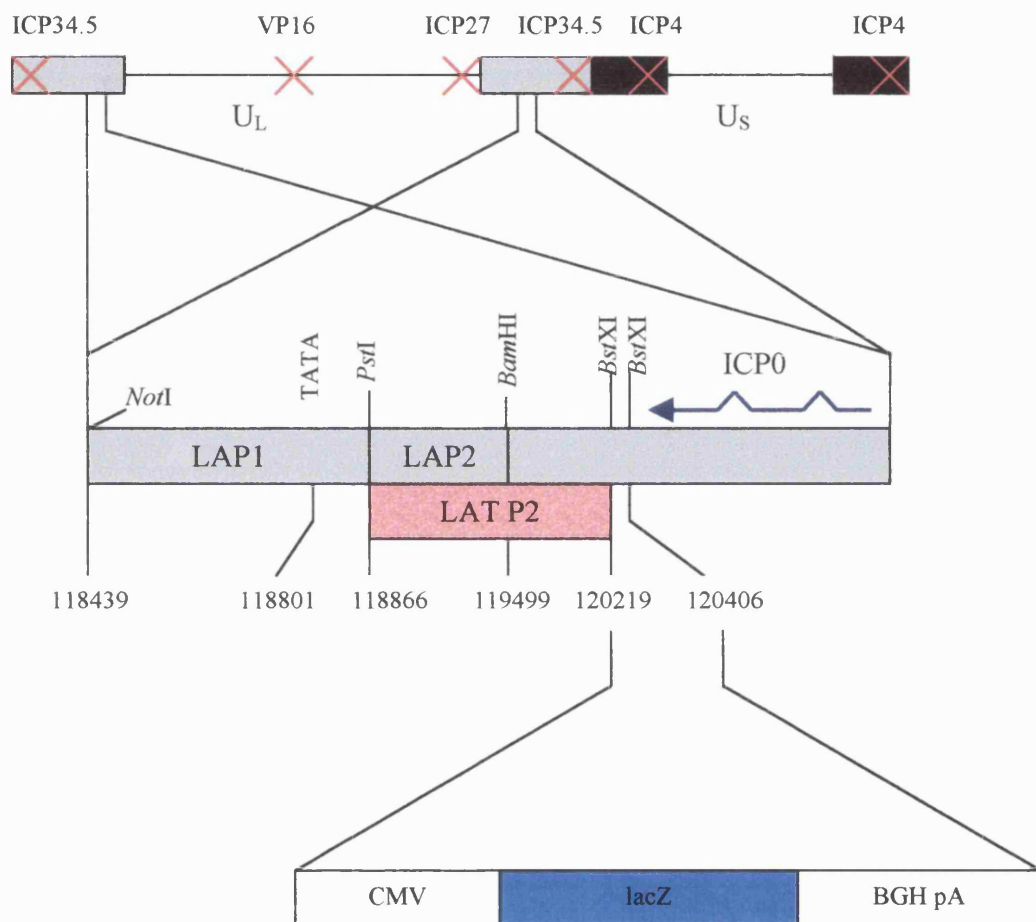 ICP34.5 VP16 ICP27 ICP34.5 ICP4 ICP4
UL US
NotI TATA PstI BamHI BstXI BstXI ICP0
LAP1 LAP2
LAT P2
118439 118801 118866 119499 120219 120406
CMV lacZ BGH pA